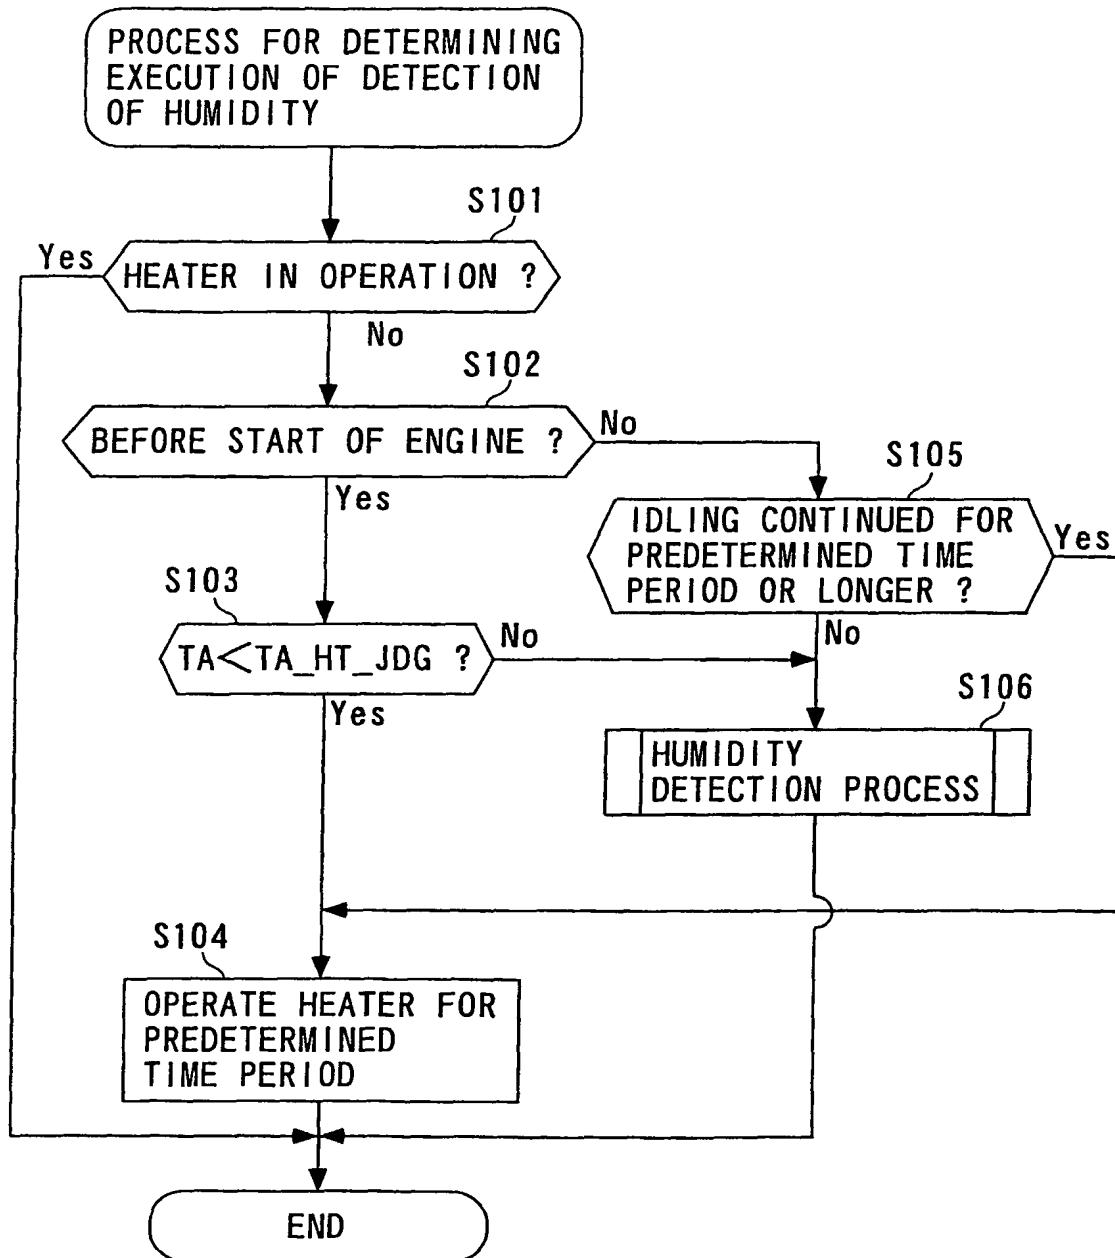 PROCESS FOR DETERMINING
EXECUTION OF DETECTION
OF HUMIDITY
S101
Yes
HEATER IN OPERATION ?
No
S102
BEFORE START OF ENGINE ?
No
Yes
S105
IDLING CONTINUED FOR
PREDETERMINED TIME
PERIOD OR LONGER ?
Yes
No
S103
TA<TA_HT_JDG ?
No
Yes
S106
HUMIDITY
DETECTION PROCESS
S104
OPERATE HEATER FOR
PREDETERMINED
TIME PERIOD
END